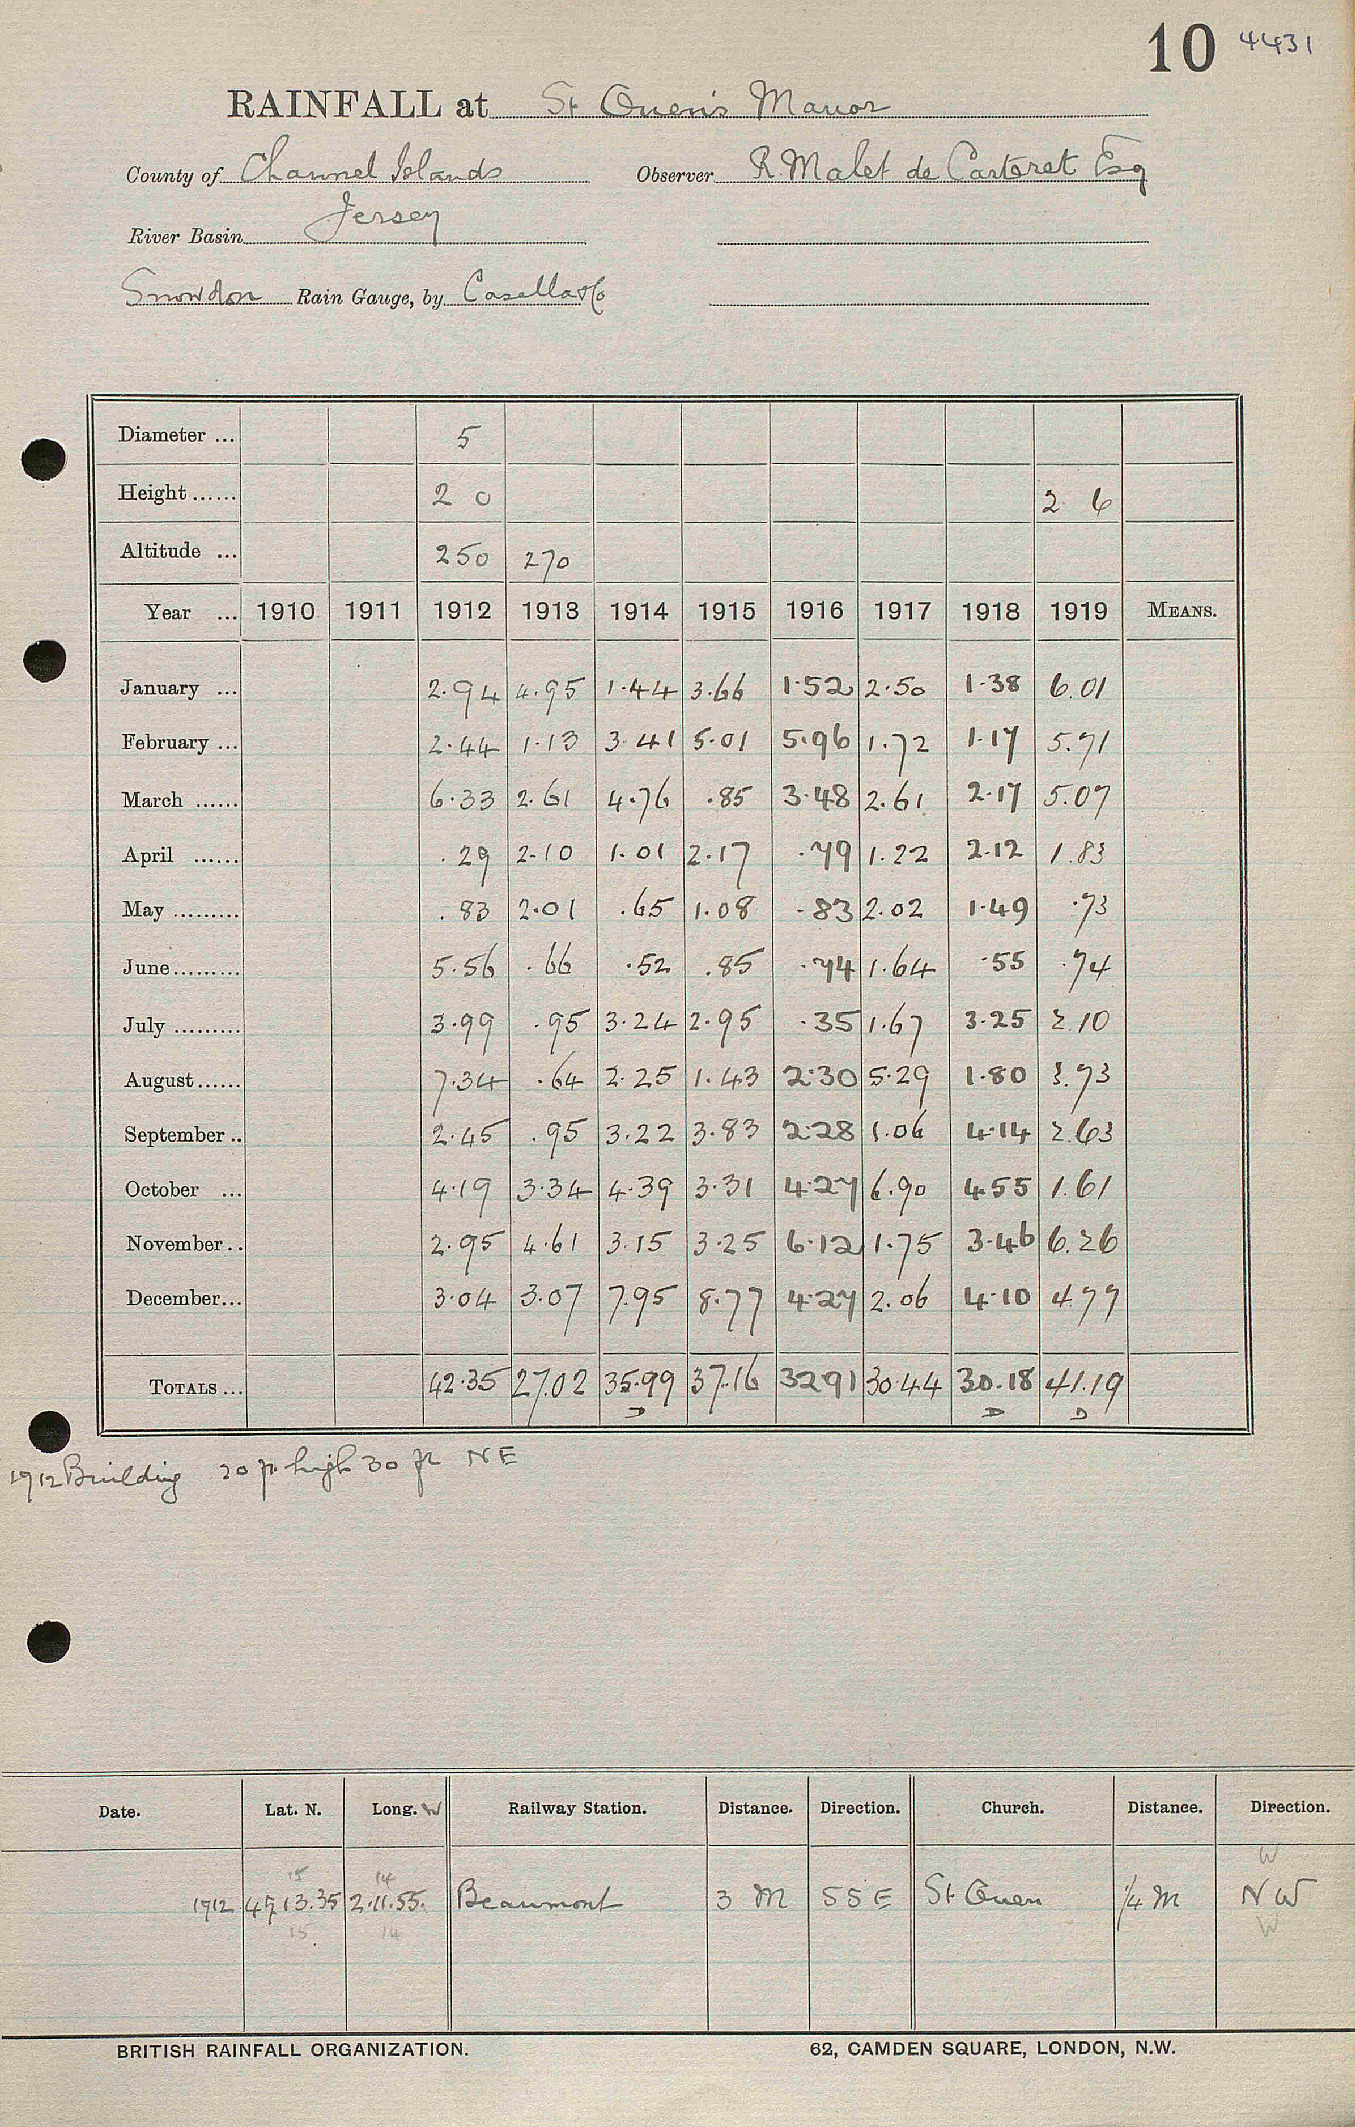 10 4431
RAINFALL at St Ouen's Manor
County of Channel Islands Observer R. Malet de Carteret Esq
River Basin Jersey
Snowdon Rain Gauge, by Casella & Co
Diameter ... 5
Height ...... 2 0 2 6
Altitude ... 250 270
Year ... 1910 1911 1912 1913 1914 1915 1916 1917 1918 1919 MEANS.
January ... 2.94 4.95 1.44 3.66 1.52 2.50 1.38 6.01
February ... 2.44 1.13 3.41 5.01 5.96 1.72 1.17 5.71
March ...... 6.33 2.61 4.76 .85 3.48 2.61 2.17 5.07
April ...... .29 2.10 1.01 2.17 .79 1.22 2.12 1.83
May ......... .83 2.01 .65 1.08 .83 2.02 1.49 .73
June ......... 5.56 .66 .52 .85 .74 1.64 .55 .74
July ......... 3.99 .95 3.24 2.95 .35 1.67 3.25 2.10
August ...... 7.34 .64 2.25 1.43 2.30 5.29 1.80 3.93
September .. 2.45 .95 3.22 3.83 2.28 1.06 4.14 2.63
October ... 4.19 3.34 4.39 3.31 4.27 6.90 4.55 1.61
November .. 2.95 4.61 3.15 3.25 6.12 1.75 3.46 6.26
December ... 3.04 3.07 7.95 8.77 4.27 2.06 4.10 4.77
TOTALS ... 42.35 27.02 35.99 37.16 32.91 30.44 30.18 41.19
D D D
1912 Building 20 ft high 30 ft NE
Date. Lat. N. Long. W Railway Station. Distance. Direction. Church. Distance. Direction.
15 14 W
1912 49.13.35 2.11.55. Beaumont 3 M SSE St Ouen 1/4 M NW
15 14 W
BRITISH RAINFALL ORGANIZATION. 62, CAMDEN SQUARE, LONDON, N.W.